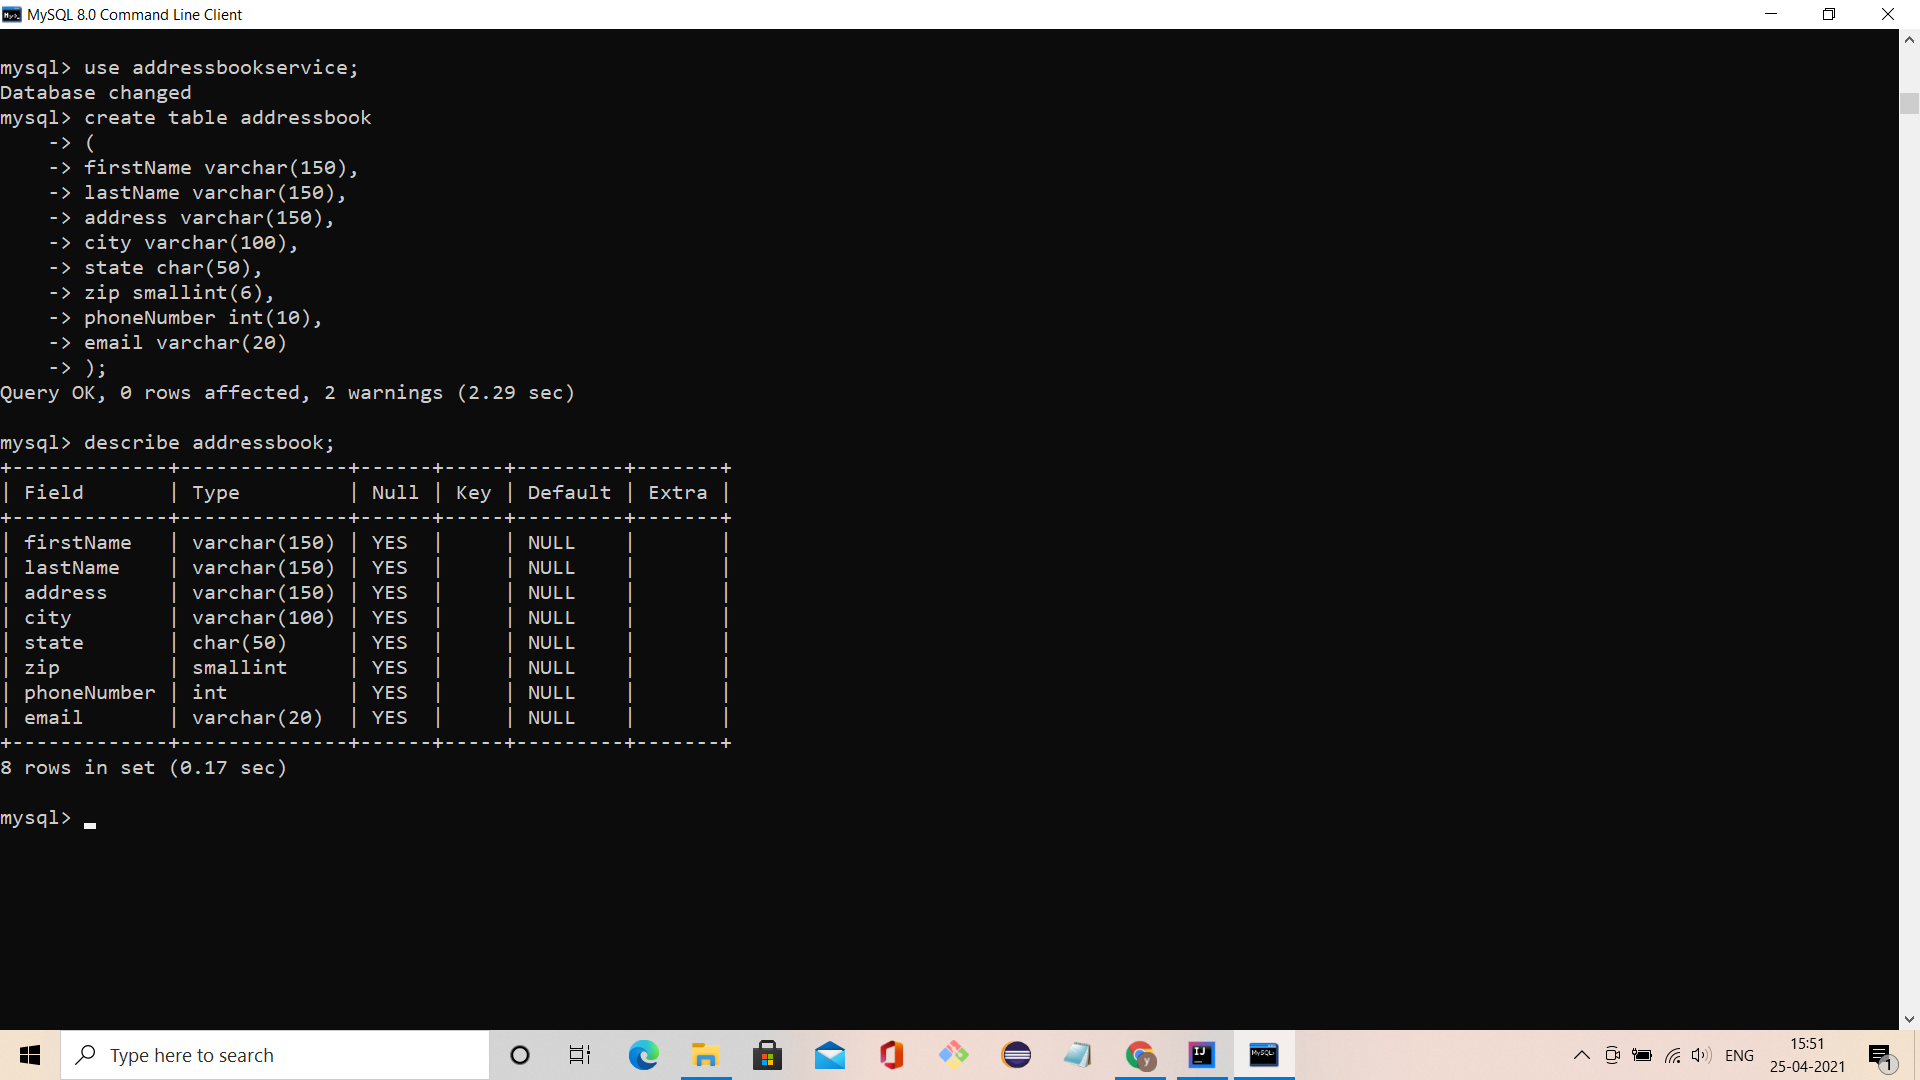 MySQL 8.0 Command Line Client
mysql> use addressbookservice;
Database changed
mysql> create table addressbook
    -> (
    -> firstName varchar(150),
    -> lastName varchar(150),
    -> address varchar(150),
    -> city varchar(100),
    -> state char(50),
    -> zip smallint(6),
    -> phoneNumber int(10),
    -> email varchar(20)
    -> );
Query OK, 0 rows affected, 2 warnings (2.29 sec)
mysql> describe addressbook;
+-------------+--------------+------+-----+---------+-------+
| Field       | Type         | Null | Key | Default | Extra |
+-------------+--------------+------+-----+---------+-------+
| firstName   | varchar(150) | YES  |     | NULL    |       |
| lastName    | varchar(150) | YES  |     | NULL    |       |
| address     | varchar(150) | YES  |     | NULL    |       |
| city        | varchar(100) | YES  |     | NULL    |       |
| state       | char(50)     | YES  |     | NULL    |       |
| zip         | smallint     | YES  |     | NULL    |       |
| phoneNumber | int          | YES  |     | NULL    |       |
| email       | varchar(20)  | YES  |     | NULL    |       |
+-------------+--------------+------+-----+---------+-------+
8 rows in set (0.17 sec)
mysql> _
Type here to search
y
IJ
MySQL
ENG
15:51
25-04-2021
1